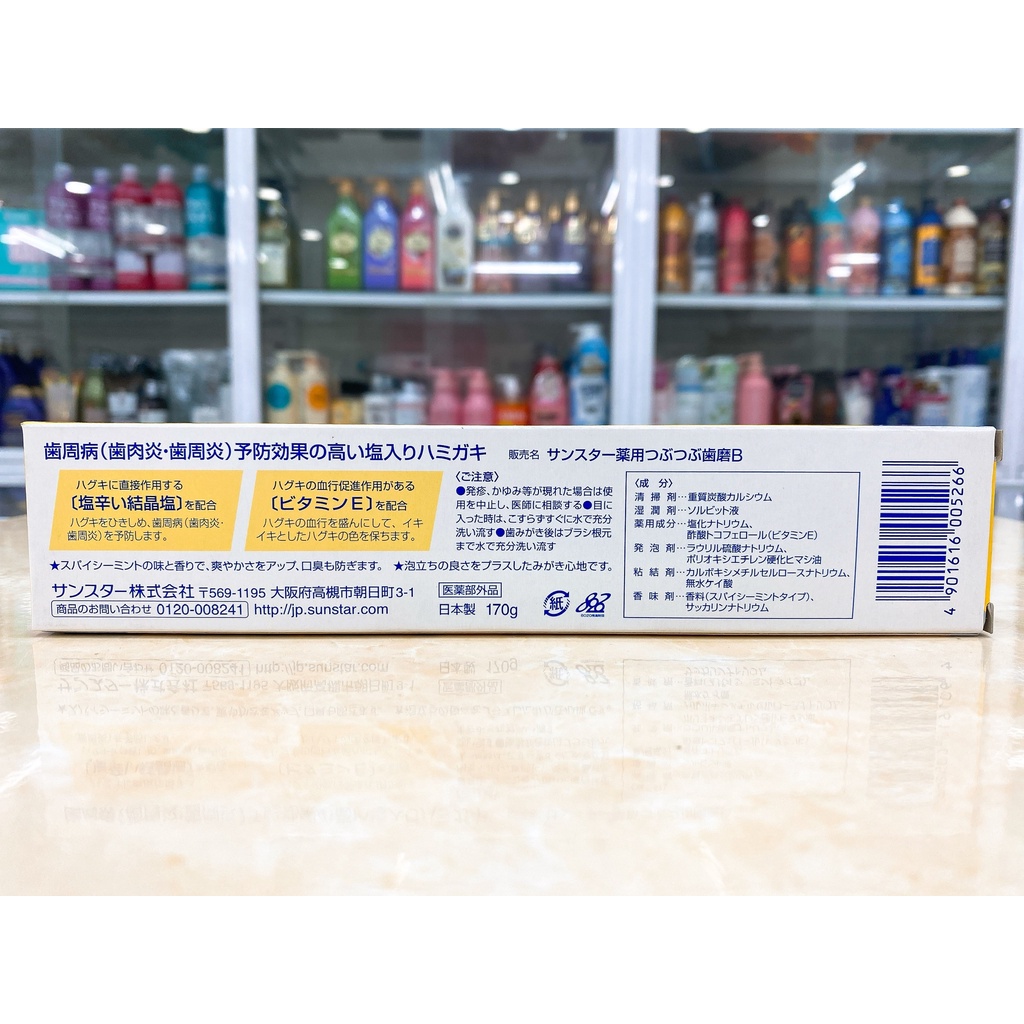 歯周病(歯肉炎・歯周炎)予防効果の高い塩入りハミガキ
販売名 サンスター薬用つぶつぶ歯磨B
ハグキに直接作用する
〔塩辛い結晶塩〕を配合
ハグキをひきしめ、歯周病(歯肉炎・
歯周炎)を予防します。
ハグキの血行促進作用がある
〔ビタミンE〕を配合
ハグキの血行を盛んにして、イキ
イキとしたハグキの色を保ちます。
〈ご注意〉
●発疹、かゆみ等が現れた場合は使
用を中止し、医師に相談する●目に
入った時は、こすらずすぐに水で充分
洗い流す●歯みがき後はブラシ根元
まで水で充分洗い流す
★スパイシーミントの味と香りで、爽やかさをアップ、口臭も防ぎます。 ★泡立ちの良さをプラスしたみがき心地です。
サンスター株式会社 〒569-1195 大阪府高槻市朝日町3-1
商品のお問い合わせ 0120-008241 http://jp.sunstar.com
医薬部外品
日本製 170g
紙
8020
〈成 分〉
清掃剤…重質炭酸カルシウム
湿潤剤…ソルビット液
薬用成分…塩化ナトリウム、
酢酸トコフェロール(ビタミンE)
発泡剤…ラウリル硫酸ナトリウム、
ポリオキシエチレン硬化ヒマシ油
粘結剤…カルボキシメチルセルロースナトリウム、
無水ケイ酸
香味剤…香料(スパイシーミントタイプ)、
サッカリンナトリウム
4 901616 005266